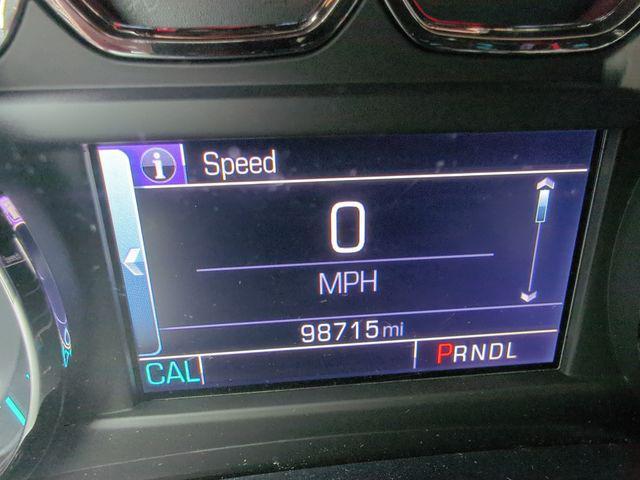 i Speed
0
MPH
98715mi
CAL PRNDL